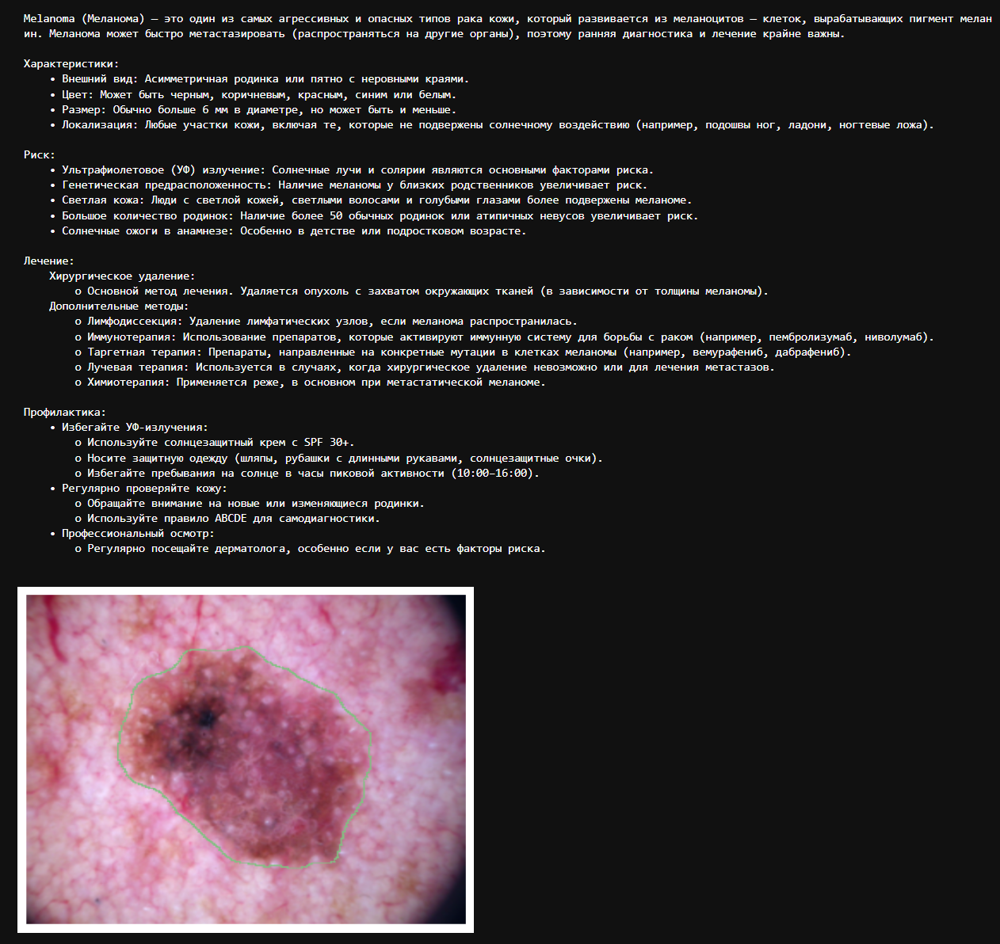 Melanoma (Меланома) — это один из самых агрессивных и опасных типов рака кожи, который развивается из меланоцитов — клеток, вырабатывающих пигмент мелан
ин. Меланома может быстро метастазировать (распространяться на другие органы), поэтому ранняя диагностика и лечение крайне важны.
Характеристики:
• Внешний вид: Асимметричная родинка или пятно с неровными краями.
• Цвет: Может быть черным, коричневым, красным, синим или белым.
• Размер: Обычно больше 6 мм в диаметре, но может быть и меньше.
• Локализация: Любые участки кожи, включая те, которые не подвержены солнечному воздействию (например, подошвы ног, ладони, ногтевые ложа).
Риск:
• Ультрафиолетовое (УФ) излучение: Солнечные лучи и солярии являются основными факторами риска.
• Генетическая предрасположенность: Наличие меланомы у близких родственников увеличивает риск.
• Светлая кожа: Люди с светлой кожей, светлыми волосами и голубыми глазами более подвержены меланоме.
• Большое количество родинок: Наличие более 50 обычных родинок или атипичных невусов увеличивает риск.
• Солнечные ожоги в анамнезе: Особенно в детстве или подростковом возрасте.
Лечение:
Хирургическое удаление:
o Основной метод лечения. Удаляется опухоль с захватом окружающих тканей (в зависимости от толщины меланомы).
Дополнительные методы:
o Лимфодиссекция: Удаление лимфатических узлов, если меланома распространилась.
o Иммунотерапия: Использование препаратов, которые активируют иммунную систему для борьбы с раком (например, пембролизумаб, ниволумаб).
o Таргетная терапия: Препараты, направленные на конкретные мутации в клетках меланомы (например, вемурафениб, дабрафениб).
o Лучевая терапия: Используется в случаях, когда хирургическое удаление невозможно или для лечения метастазов.
o Химиотерапия: Применяется реже, в основном при метастатической меланоме.
Профилактика:
• Избегайте УФ-излучения:
o Используйте солнцезащитный крем с SPF 30+.
o Носите защитную одежду (шляпы, рубашки с длинными рукавами, солнцезащитные очки).
o Избегайте пребывания на солнце в часы пиковой активности (10:00–16:00).
• Регулярно проверяйте кожу:
o Обращайте внимание на новые или изменяющиеся родинки.
o Используйте правило ABCDE для самодиагностики.
• Профессиональный осмотр:
o Регулярно посещайте дерматолога, особенно если у вас есть факторы риска.